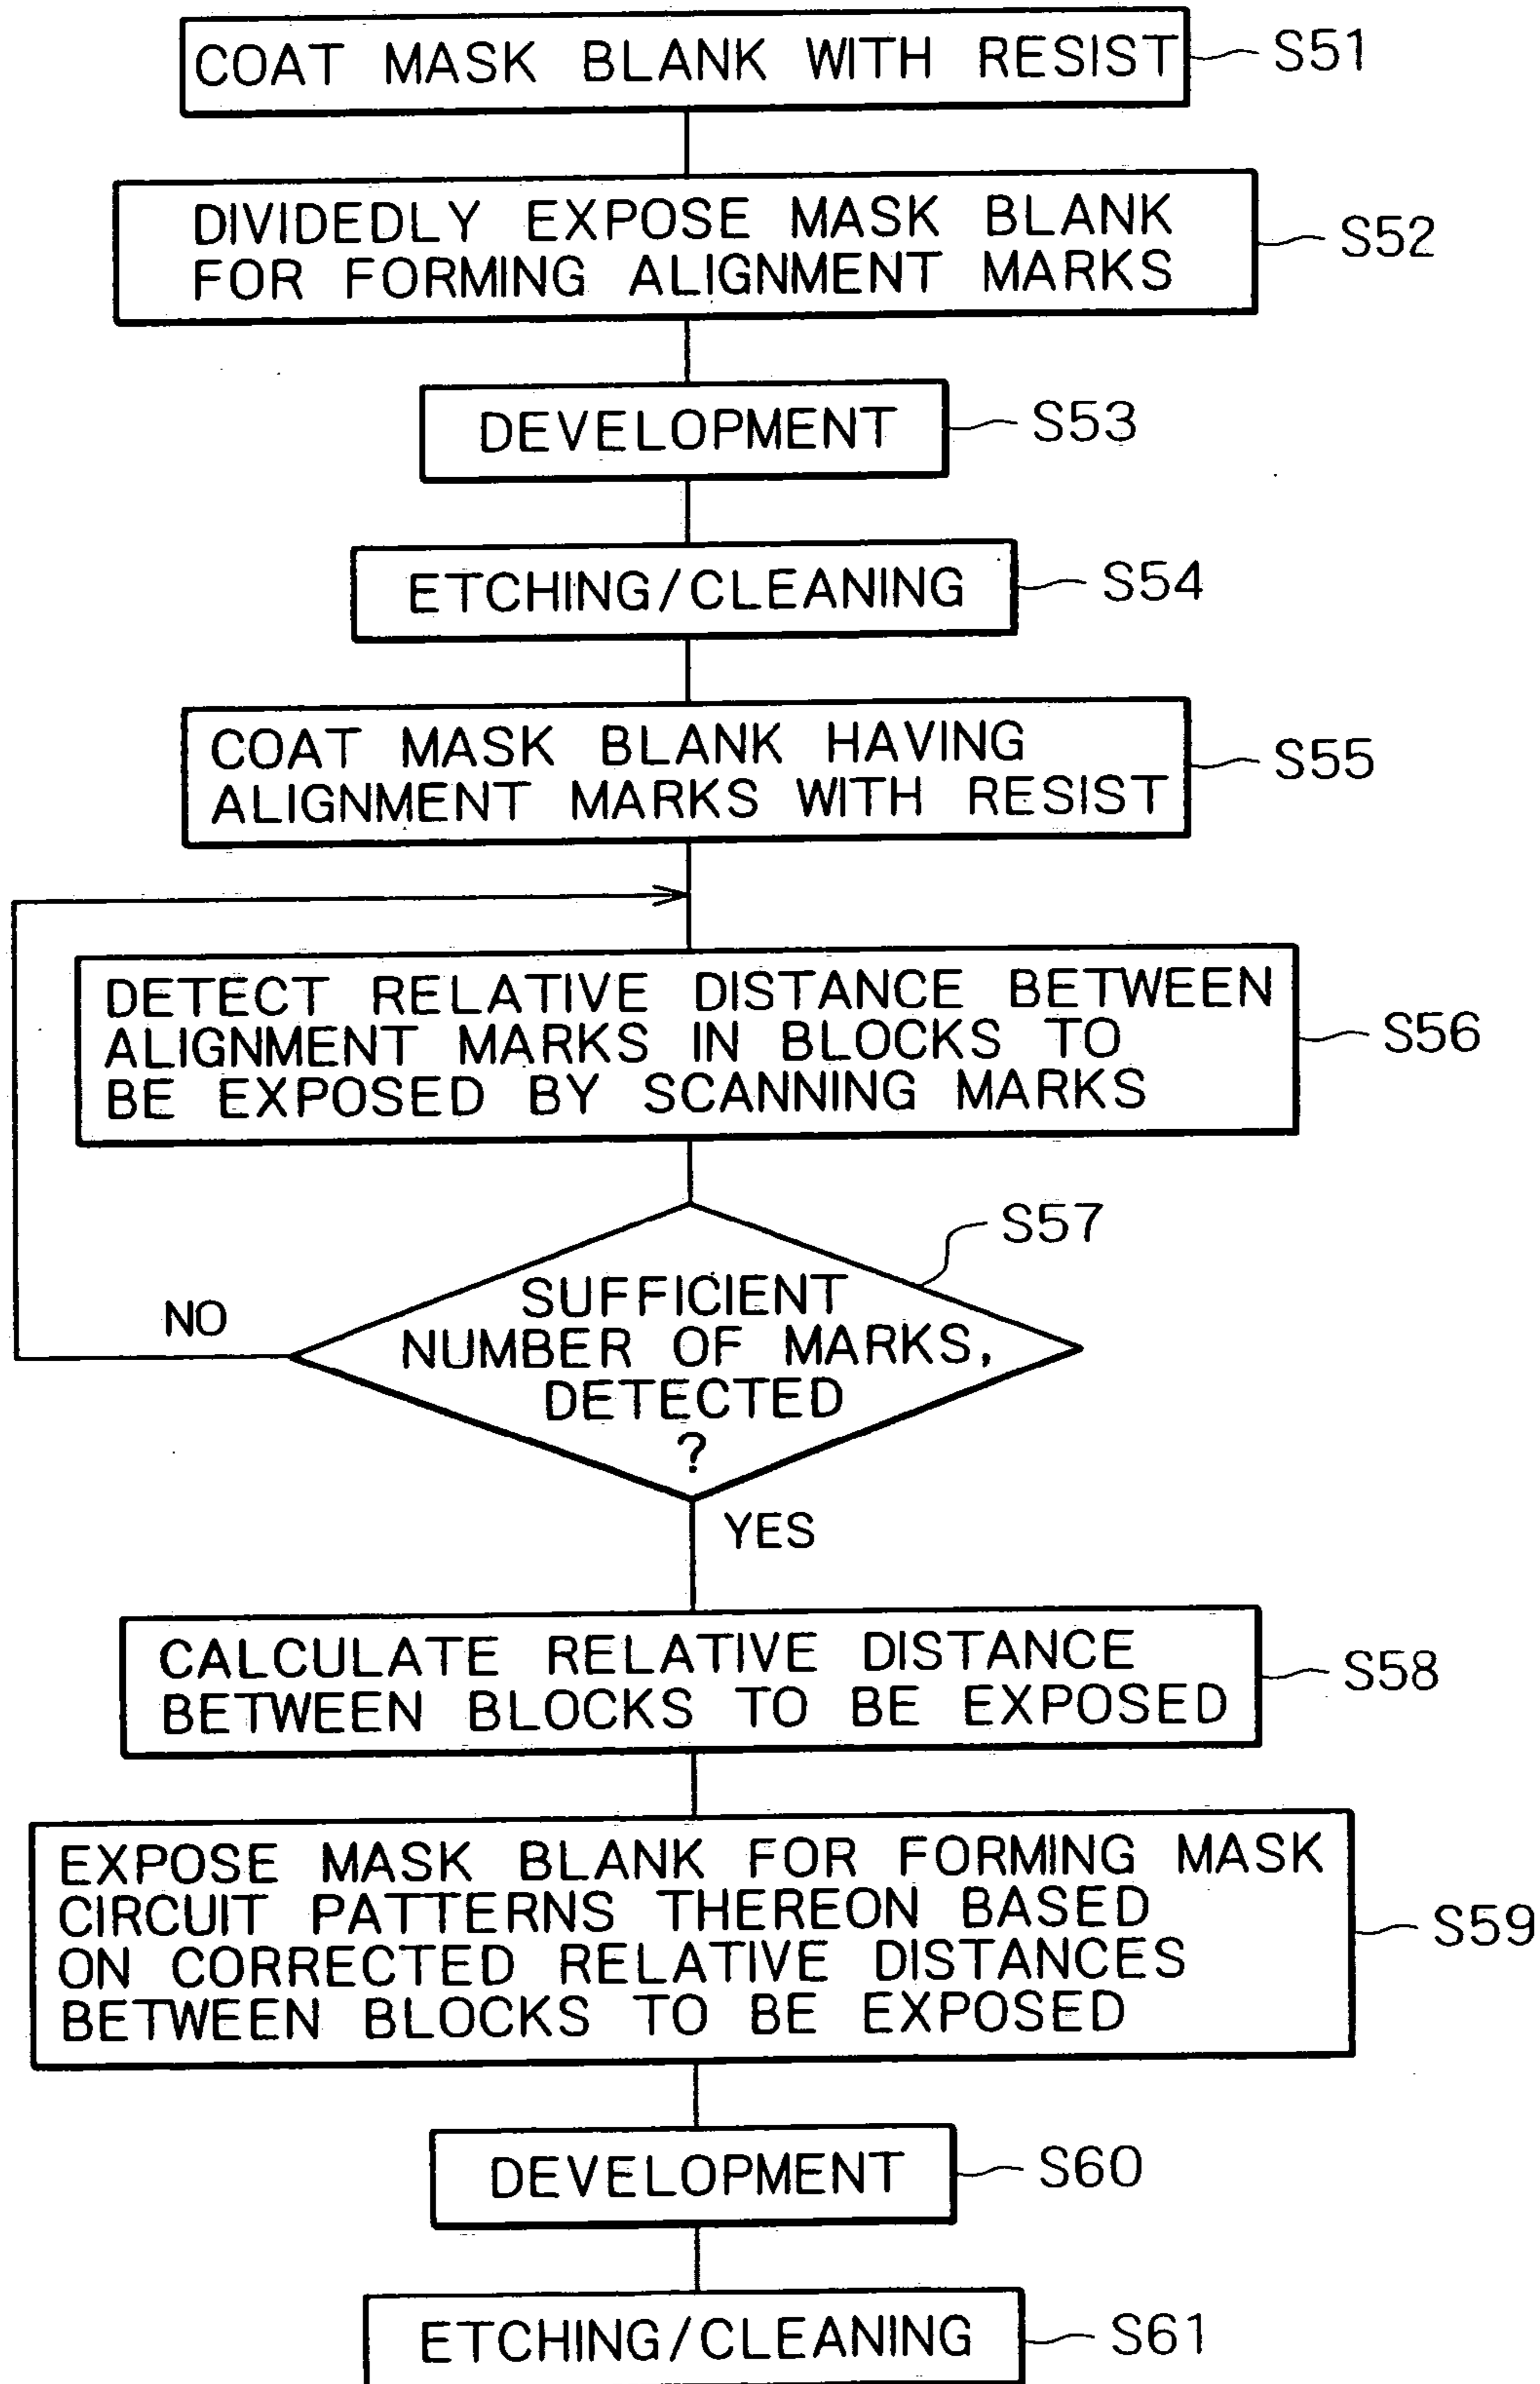 COAT MASK BLANK WITH RESIST
S51
DIVIDEDLY EXPOSE MASK BLANK
FOR FORMING ALIGNMENT MARKS
S52
DEVELOPMENT
S53
ETCHING/CLEANING
S54
COAT MASK BLANK HAVING
ALIGNMENT MARKS WITH RESIST
S55
DETECT RELATIVE DISTANCE BETWEEN
ALIGNMENT MARKS IN BLOCKS TO
BE EXPOSED BY SCANNING MARKS
S56
S57
SUFFICIENT
NUMBER OF MARKS,
DETECTED
?
NO
YES
CALCULATE RELATIVE DISTANCE
BETWEEN BLOCKS TO BE EXPOSED
S58
EXPOSE MASK BLANK FOR FORMING MASK
CIRCUIT PATTERNS THEREON BASED
ON CORRECTED RELATIVE DISTANCES
BETWEEN BLOCKS TO BE EXPOSED
S59
DEVELOPMENT
S60
ETCHING/CLEANING
S61